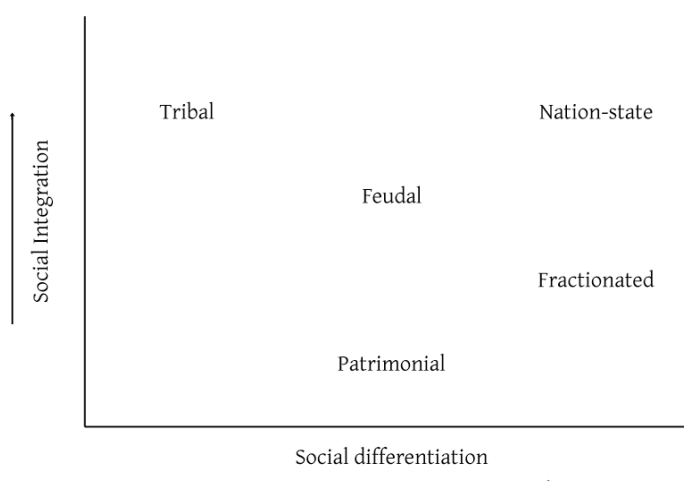 Tribal
Nation-state
Feudal
Social Integration
Fractionated
Patrimonial
Social differentiation